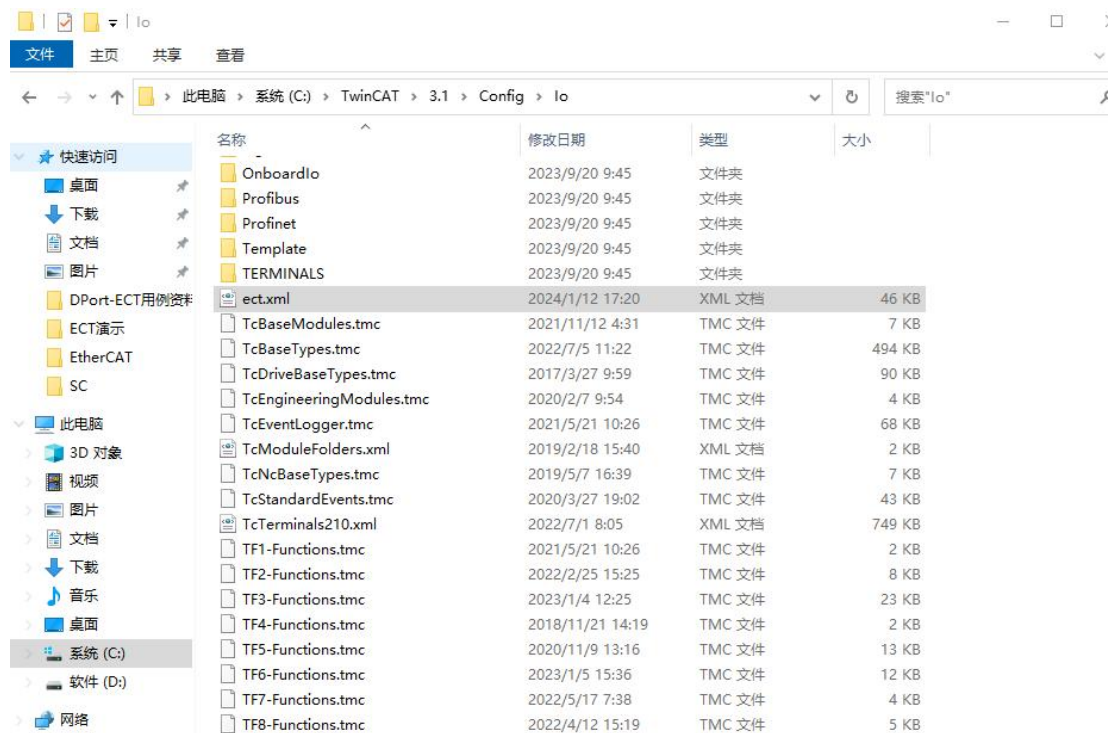 Io
文件 主页 共享 查看
此电脑 › 系统 (C:) › TwinCAT › 3.1 › Config › Io 搜索"Io"
名称 修改日期 类型 大小
快速访问
桌面
下载
文档
图片
DPort-ECT用例资料
ECT演示
EtherCAT
SC
此电脑
3D 对象
视频
图片
文档
下载
音乐
桌面
系统 (C:)
软件 (D:)
网络
OnboardIo 2023/9/20 9:45 文件夹
Profibus 2023/9/20 9:45 文件夹
Profinet 2023/9/20 9:45 文件夹
Template 2023/9/20 9:45 文件夹
TERMINALS 2023/9/20 9:45 文件夹
ect.xml 2024/1/12 17:20 XML 文档 46 KB
TcBaseModules.tmc 2021/11/12 4:31 TMC 文件 7 KB
TcBaseTypes.tmc 2022/7/5 11:22 TMC 文件 494 KB
TcDriveBaseTypes.tmc 2017/3/27 9:59 TMC 文件 90 KB
TcEngineeringModules.tmc 2020/2/7 9:54 TMC 文件 4 KB
TcEventLogger.tmc 2021/5/21 10:26 TMC 文件 68 KB
TcModuleFolders.xml 2019/2/18 15:40 XML 文档 2 KB
TcNcBaseTypes.tmc 2019/5/7 16:39 TMC 文件 7 KB
TcStandardEvents.tmc 2020/3/27 19:02 TMC 文件 43 KB
TcTerminals210.xml 2022/7/1 8:05 XML 文档 749 KB
TF1-Functions.tmc 2021/5/21 10:26 TMC 文件 2 KB
TF2-Functions.tmc 2022/2/25 15:25 TMC 文件 8 KB
TF3-Functions.tmc 2023/1/4 12:25 TMC 文件 23 KB
TF4-Functions.tmc 2018/11/21 14:19 TMC 文件 2 KB
TF5-Functions.tmc 2020/11/9 13:16 TMC 文件 13 KB
TF6-Functions.tmc 2023/1/5 15:36 TMC 文件 12 KB
TF7-Functions.tmc 2022/5/17 7:38 TMC 文件 4 KB
TF8-Functions.tmc 2022/4/12 15:19 TMC 文件 5 KB